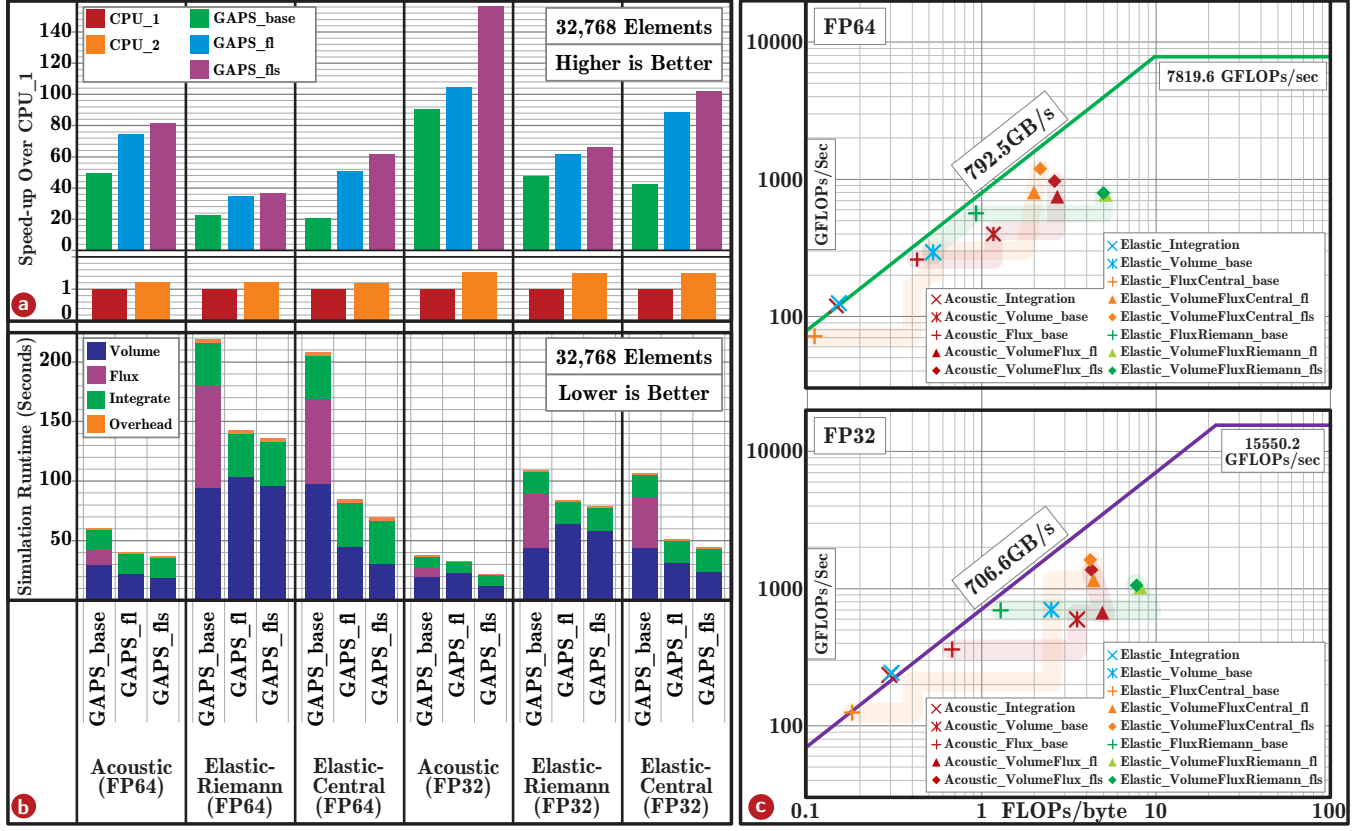 140
120
100
80
60
40
20
0
1
0
Speed-up Over CPU_1
CPU_1
CPU_2
GAPS_base
GAPS_fl
GAPS_fls
32,768 Elements
Higher is Better
a
200
150
100
50
Simulation Runtime (Seconds)
Volume
Flux
Integrate
Overhead
32,768 Elements
Lower is Better
GAPS_base
GAPS_fl
GAPS_fls
GAPS_base
GAPS_fl
GAPS_fls
GAPS_base
GAPS_fl
GAPS_fls
GAPS_base
GAPS_fl
GAPS_fls
GAPS_base
GAPS_fl
GAPS_fls
GAPS_base
GAPS_fl
GAPS_fls
Acoustic
(FP64)
Elastic-
Riemann
(FP64)
Elastic-
Central
(FP64)
Acoustic
(FP32)
Elastic-
Riemann
(FP32)
Elastic-
Central
(FP32)
b
FP64
10000
1000
100
GFLOPs/Sec
792.5GB/s
7819.6 GFLOPs/sec
Acoustic_Integration
Acoustic_Volume_base
Acoustic_Flux_base
Acoustic_VolumeFlux_fl
Acoustic_VolumeFlux_fls
Elastic_Integration
Elastic_Volume_base
Elastic_FluxCentral_base
Elastic_VolumeFluxCentral_fl
Elastic_VolumeFluxCentral_fls
Elastic_FluxRiemann_base
Elastic_VolumeFluxRiemann_fl
Elastic_VolumeFluxRiemann_fls
FP32
10000
1000
100
GFLOPs/Sec
706.6GB/s
15550.2
GFLOPs/sec
Acoustic_Integration
Acoustic_Volume_base
Acoustic_Flux_base
Acoustic_VolumeFlux_fl
Acoustic_VolumeFlux_fls
Elastic_Integration
Elastic_Volume_base
Elastic_FluxCentral_base
Elastic_VolumeFluxCentral_fl
Elastic_VolumeFluxCentral_fls
Elastic_FluxRiemann_base
Elastic_VolumeFluxRiemann_fl
Elastic_VolumeFluxRiemann_fls
0.1
1
10
100
FLOPs/byte
c